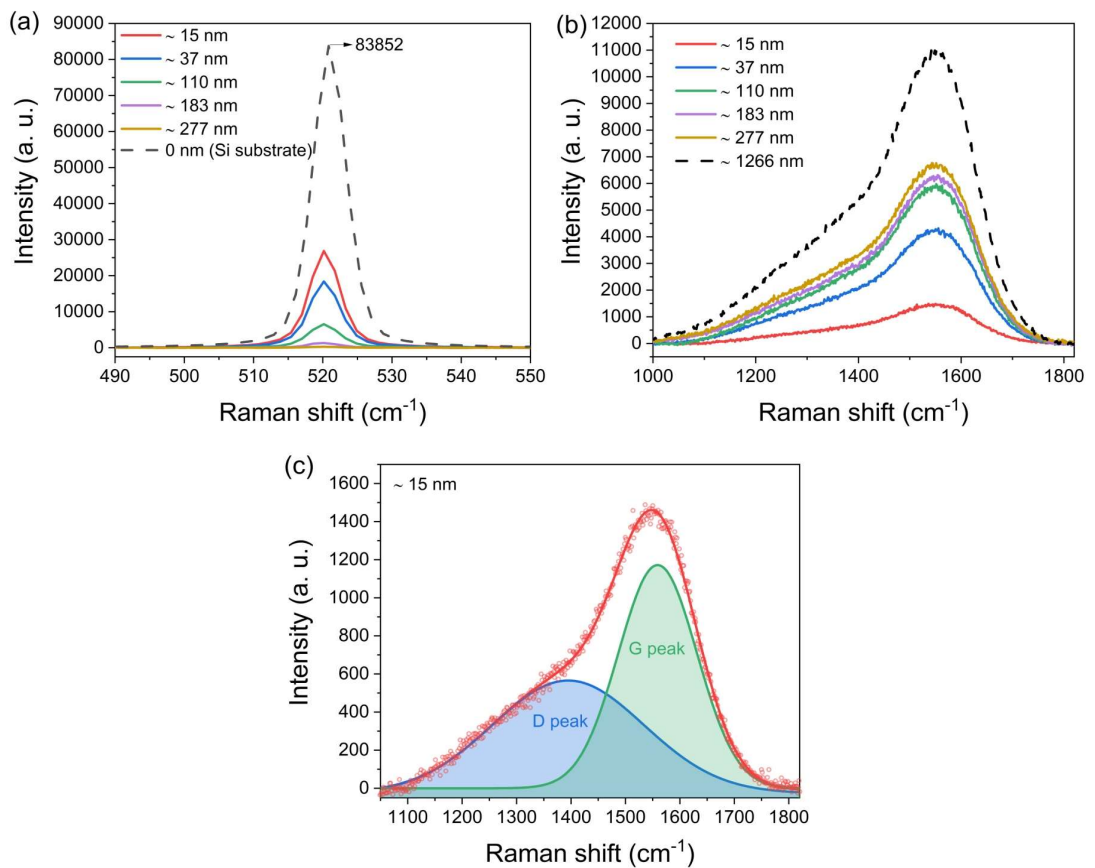 (a)
90000
80000
70000
60000
50000
40000
30000
20000
10000
0
Intensity (a. u.)
~ 15 nm
~ 37 nm
~ 110 nm
~ 183 nm
~ 277 nm
0 nm (Si substrate)
83852
490 500 510 520 530 540 550
Raman shift (cm⁻¹)
(b)
12000
11000
10000
9000
8000
7000
6000
5000
4000
3000
2000
1000
0
Intensity (a. u.)
~ 15 nm
~ 37 nm
~ 110 nm
~ 183 nm
~ 277 nm
~ 1266 nm
1000 1200 1400 1600 1800
Raman shift (cm⁻¹)
(c)
1600
1400
1200
1000
800
600
400
200
0
Intensity (a. u.)
~ 15 nm
G peak
D peak
1100 1200 1300 1400 1500 1600 1700 1800
Raman shift (cm⁻¹)